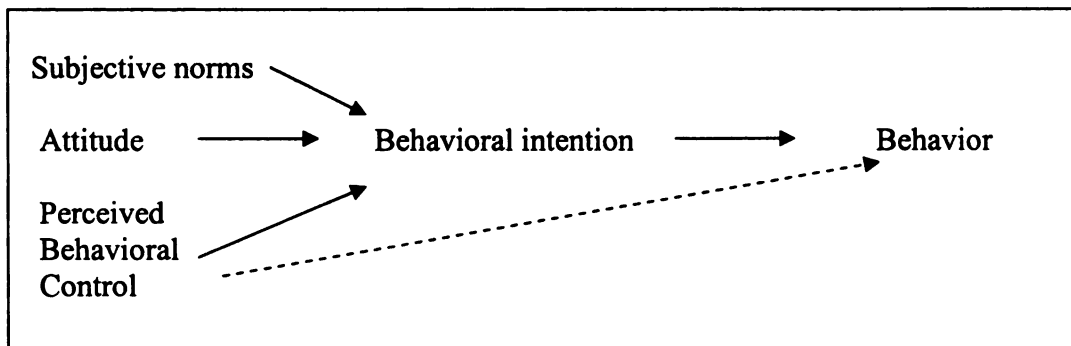 Subjective norms
Attitude
Behavioral intention
Behavior
Perceived
Behavioral
Control